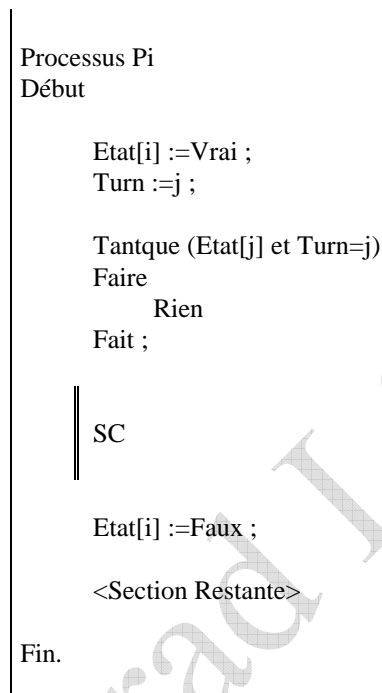 Processus Pi
Début
Etat[i] :=Vrai ;
Turn :=j ;
Tantque (Etat[j] et Turn=j)
Faire
Rien
Fait ;
SC
Etat[i] :=Faux ;
<Section Restante>
Fin.